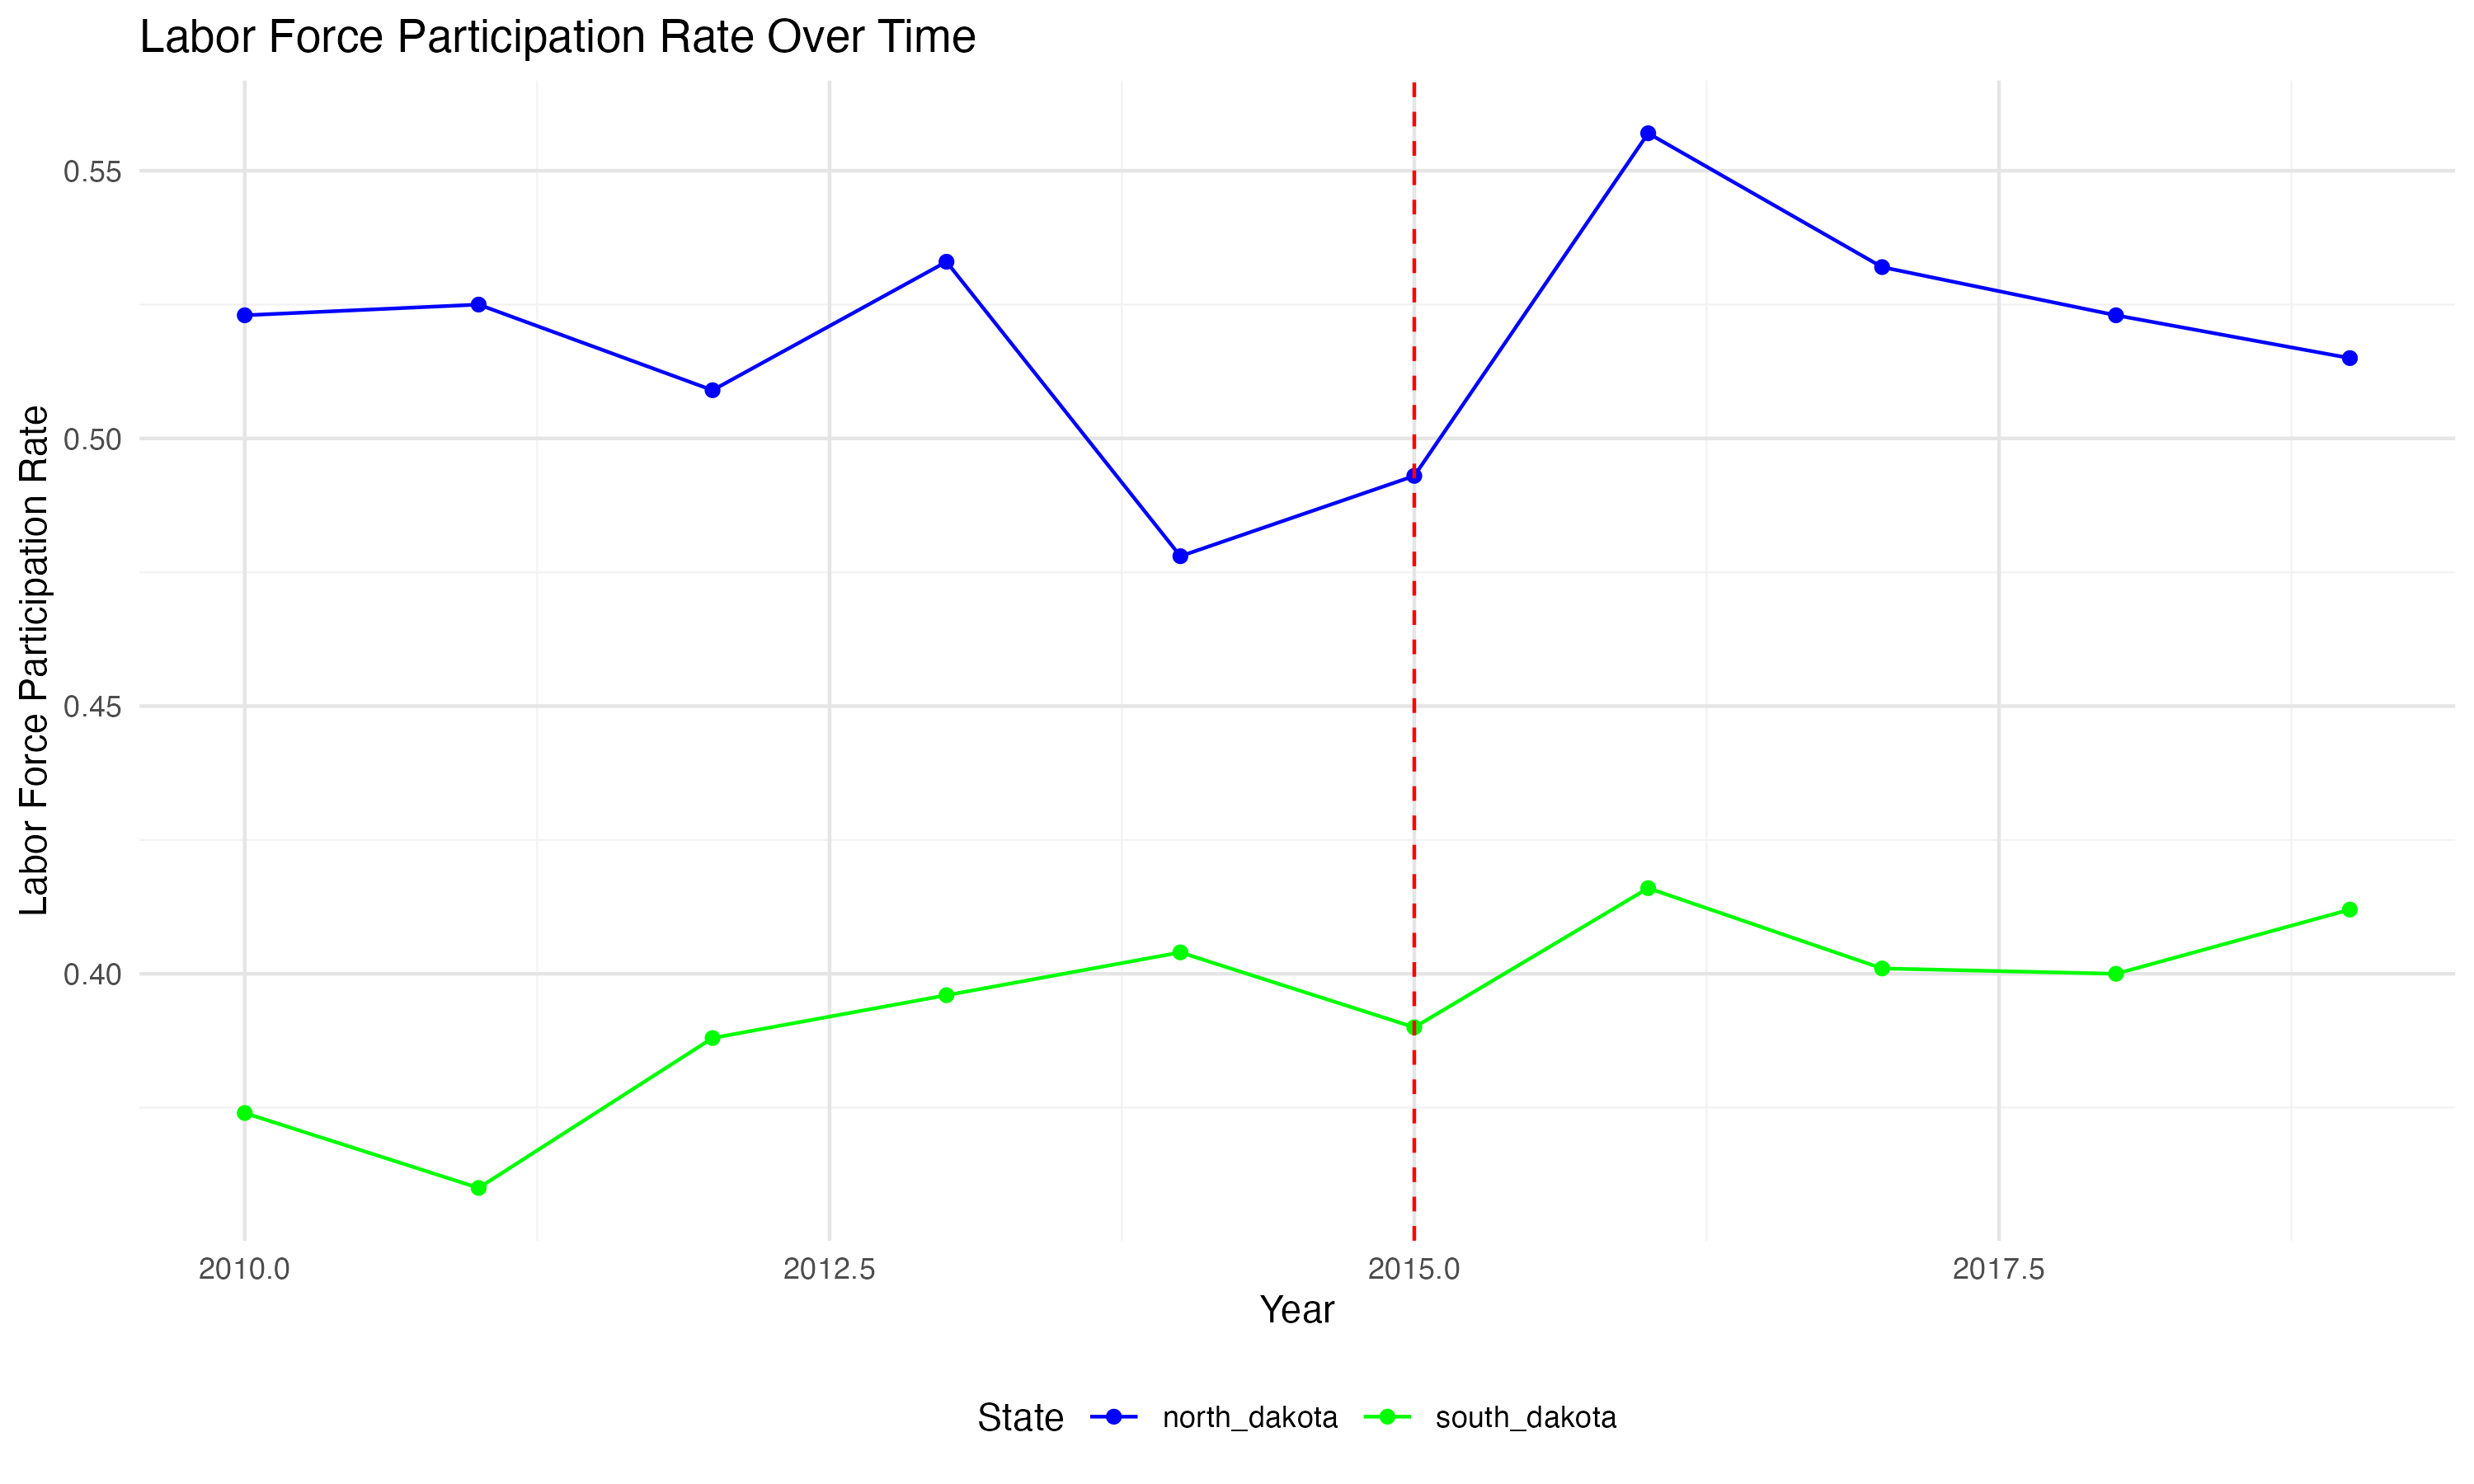 Labor Force Participation Rate Over Time
Labor Force Participation Rate
0.55
0.50
0.45
0.40
2010.0 2012.5 2015.0 2017.5
Year
State north_dakota south_dakota